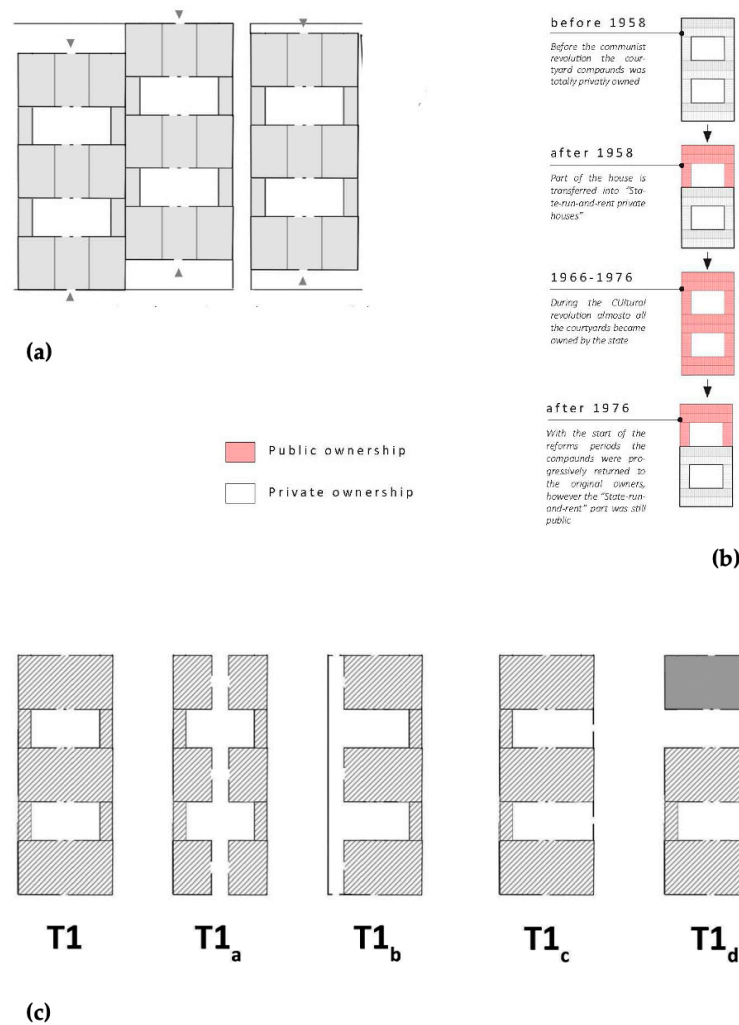 (a)
before 1958
Before the communist
revolution the cour-
tyard compaunds was
totally privatly owned
after 1958
Part of the house is
transferred into "Sta-
te-run-and-rent private
houses"
1966-1976
During the CUltural
revolution almosto all
the courtyards became
owned by the state
after 1976
With the start of the
reforms periods the
compaunds were pro-
gressively returned to
the original owners,
however the "State-run-
and-rent" part was still
public
Public ownership
Private ownership
(b)
T1
T1a
T1b
T1c
T1d
(c)